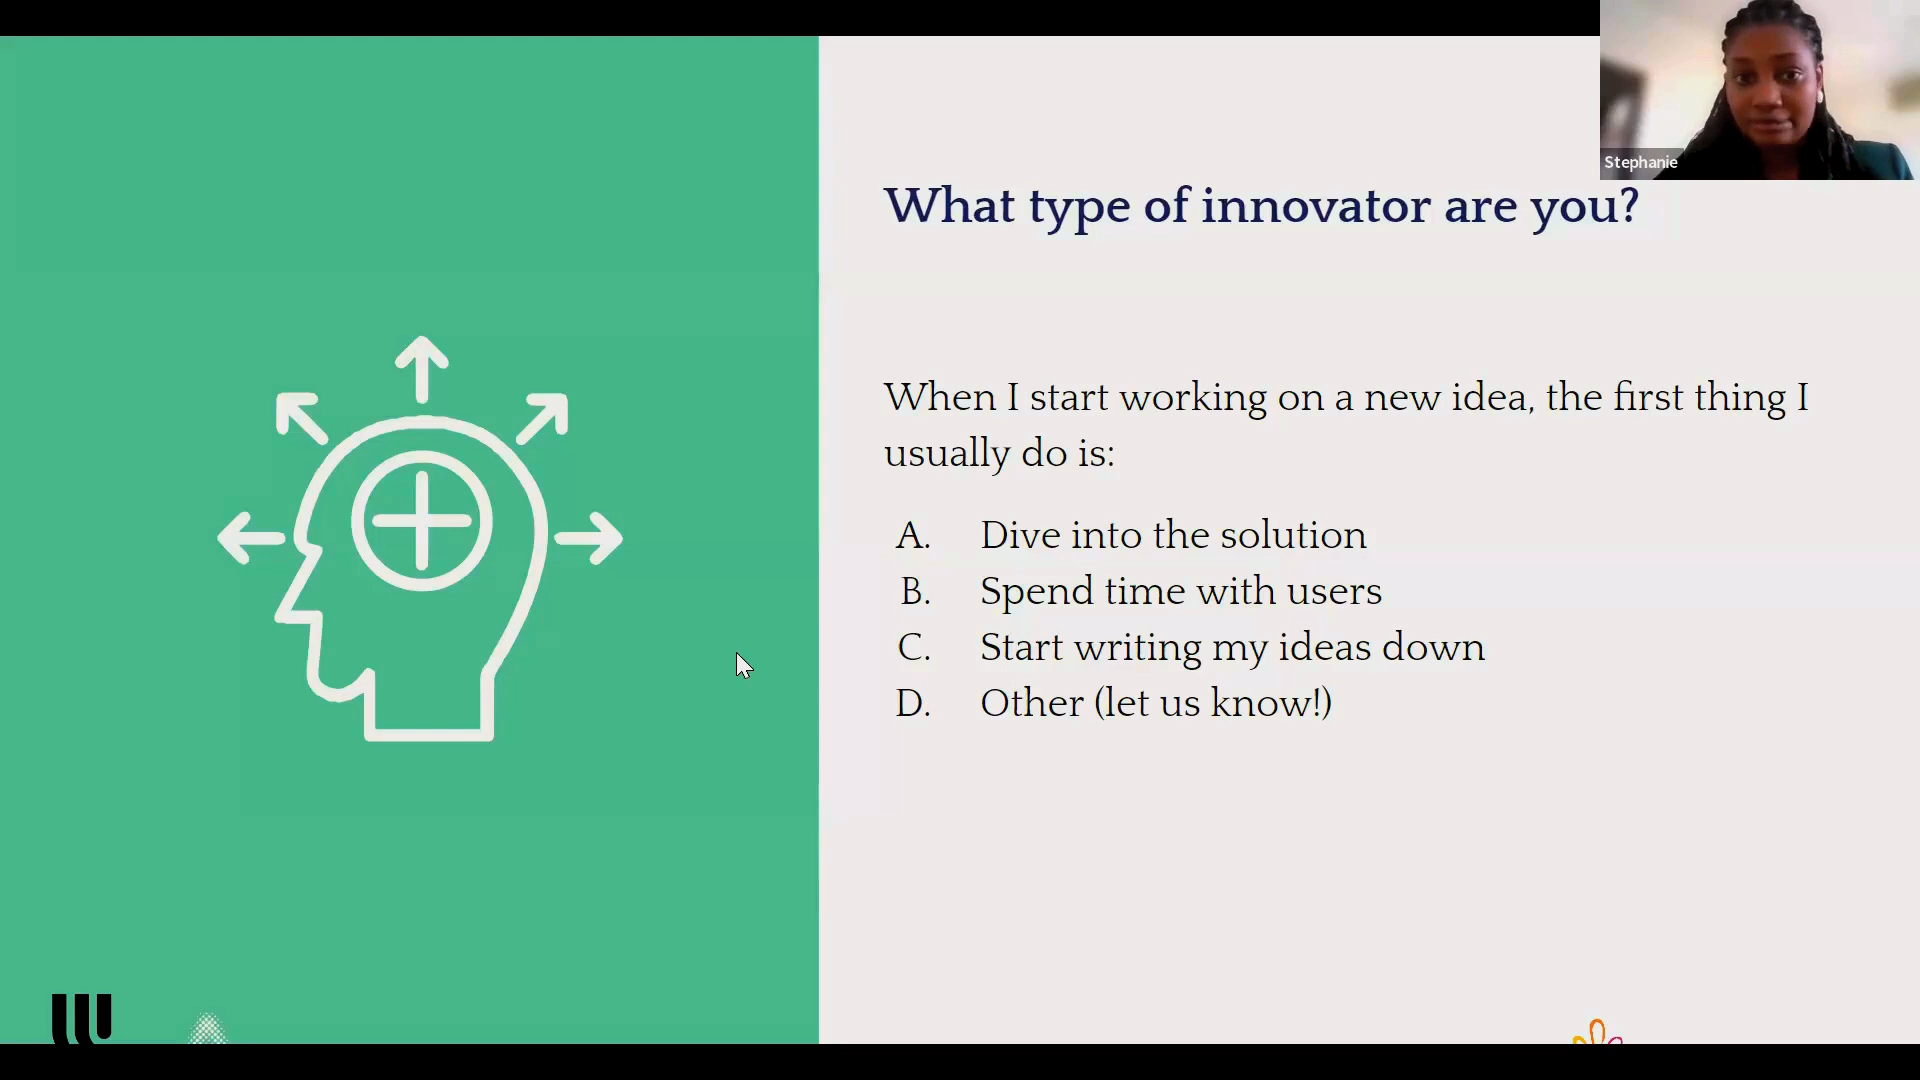 Stephanie
What type of innovator are you?
When I start working on a new idea, the first thing I
usually do is:
A. Dive into the solution
B. Spend time with users
C. Start writing my ideas down
D. Other (let us know!)